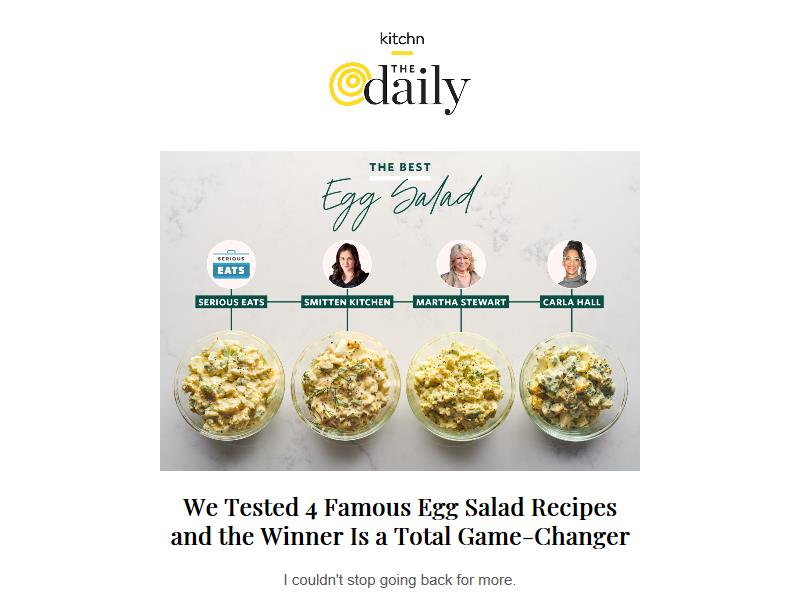 kitchn
THE
daily
THE BEST
Egg Salad
SERIOUS
EATS
SERIOUS EATS
SMITTEN KITCHEN
MARTHA STEWART
CARLA HALL
We Tested 4 Famous Egg Salad Recipes
and the Winner Is a Total Game-Changer
I couldn't stop going back for more.